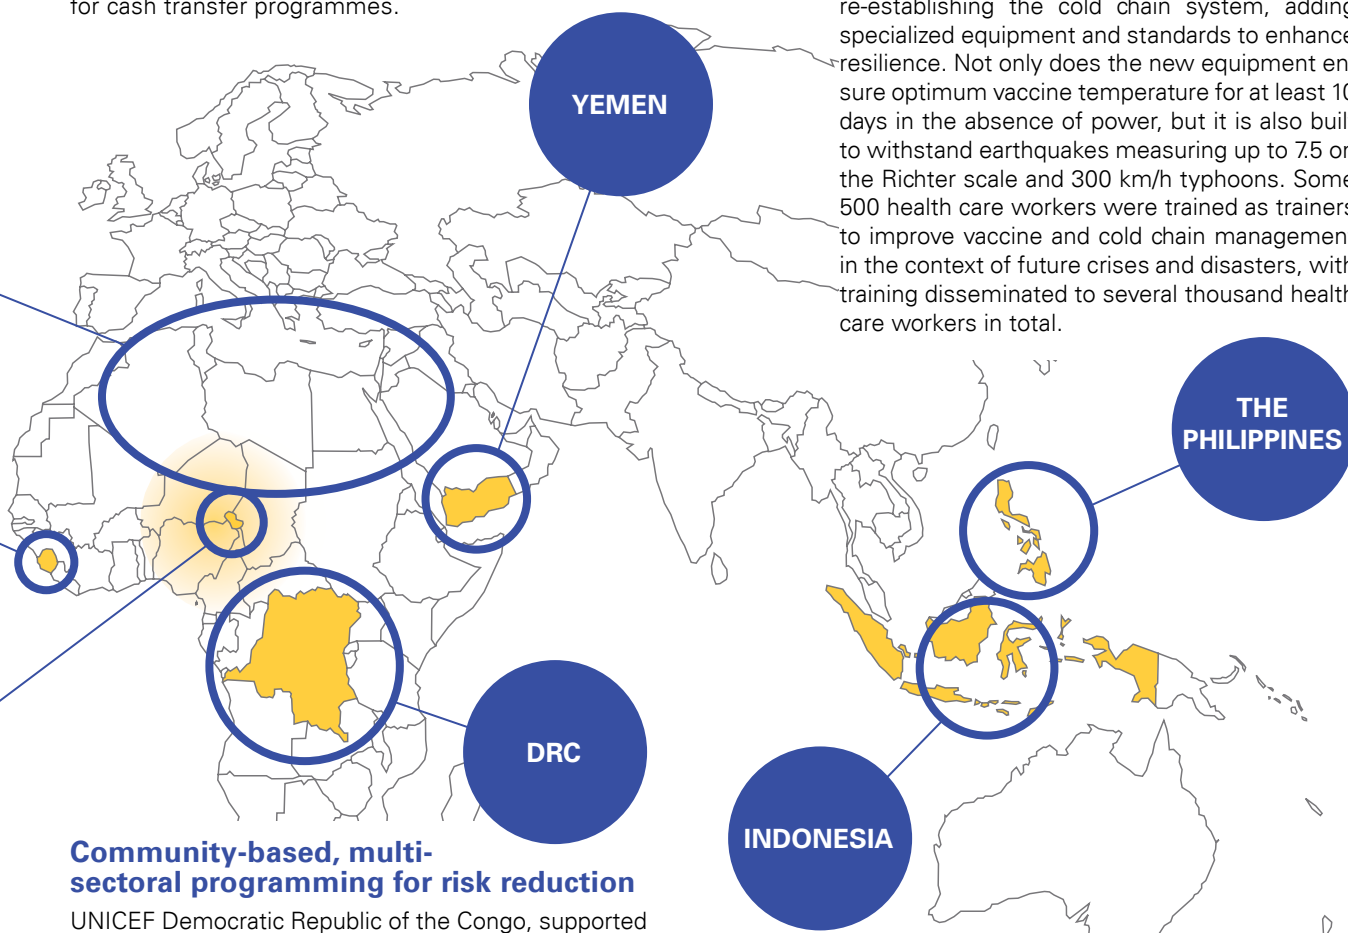 for cash transfer programmes.
YEMEN
re-establishing the cold chain system, adding
specialized equipment and standards to enhance
resilience. Not only does the new equipment en
sure optimum vaccine temperature for at least 10
days in the absence of power, but it is also buil
to withstand earthquakes measuring up to 7.5 on
the Richter scale and 300 km/h typhoons. Some
500 health care workers were trained as trainers
to improve vaccine and cold chain managemen
in the context of future crises and disasters, with
training disseminated to several thousand health
care workers in total.
THE
PHILIPPINES
DRC
INDONESIA
Community-based, multi-
sectoral programming for risk reduction
UNICEF Democratic Republic of the Congo, supported